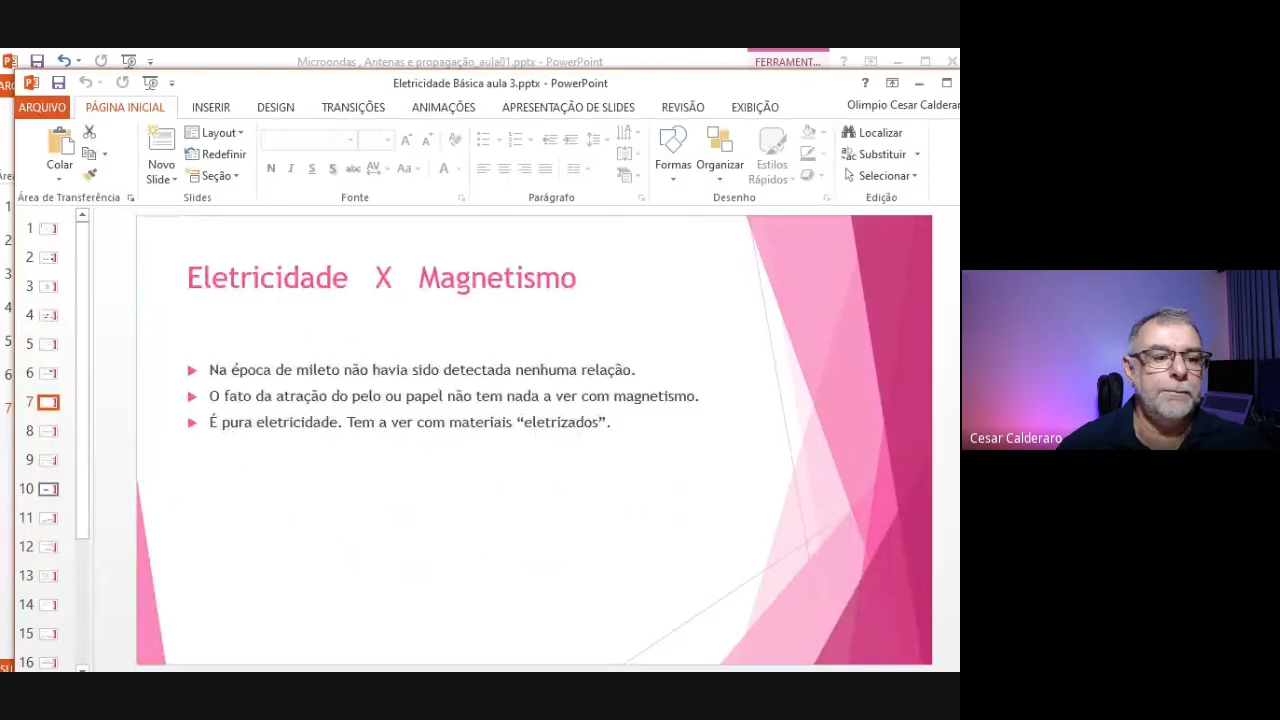 Microondas , Antenas e propagação_aula01.pptx - PowerPoint
FERRAMENT...
Eletricidade Básica aula 3.pptx - PowerPoint
ARQUIVO PÁGINA INICIAL INSERIR DESIGN TRANSIÇÕES ANIMAÇÕES APRESENTAÇÃO DE SLIDES REVISÃO EXIBIÇÃO Olimpio Cesar Calderar
Colar
Novo Slide
Layout
Redefinir
Seção
Formas
Organizar
Estilos Rápidos
Localizar
Substituir
Selecionar
Área de Transferência
Slides
Fonte
Parágrafo
Desenho
Edição
1
2
3
4
5
6
7
8
9
10
11
12
13
14
15
16
Eletricidade X Magnetismo
Na época de mileto não havia sido detectada nenhuma relação.
O fato da atração do pelo ou papel não tem nada a ver com magnetismo.
É pura eletricidade. Tem a ver com materiais “eletrizados”.
Cesar Calderaro